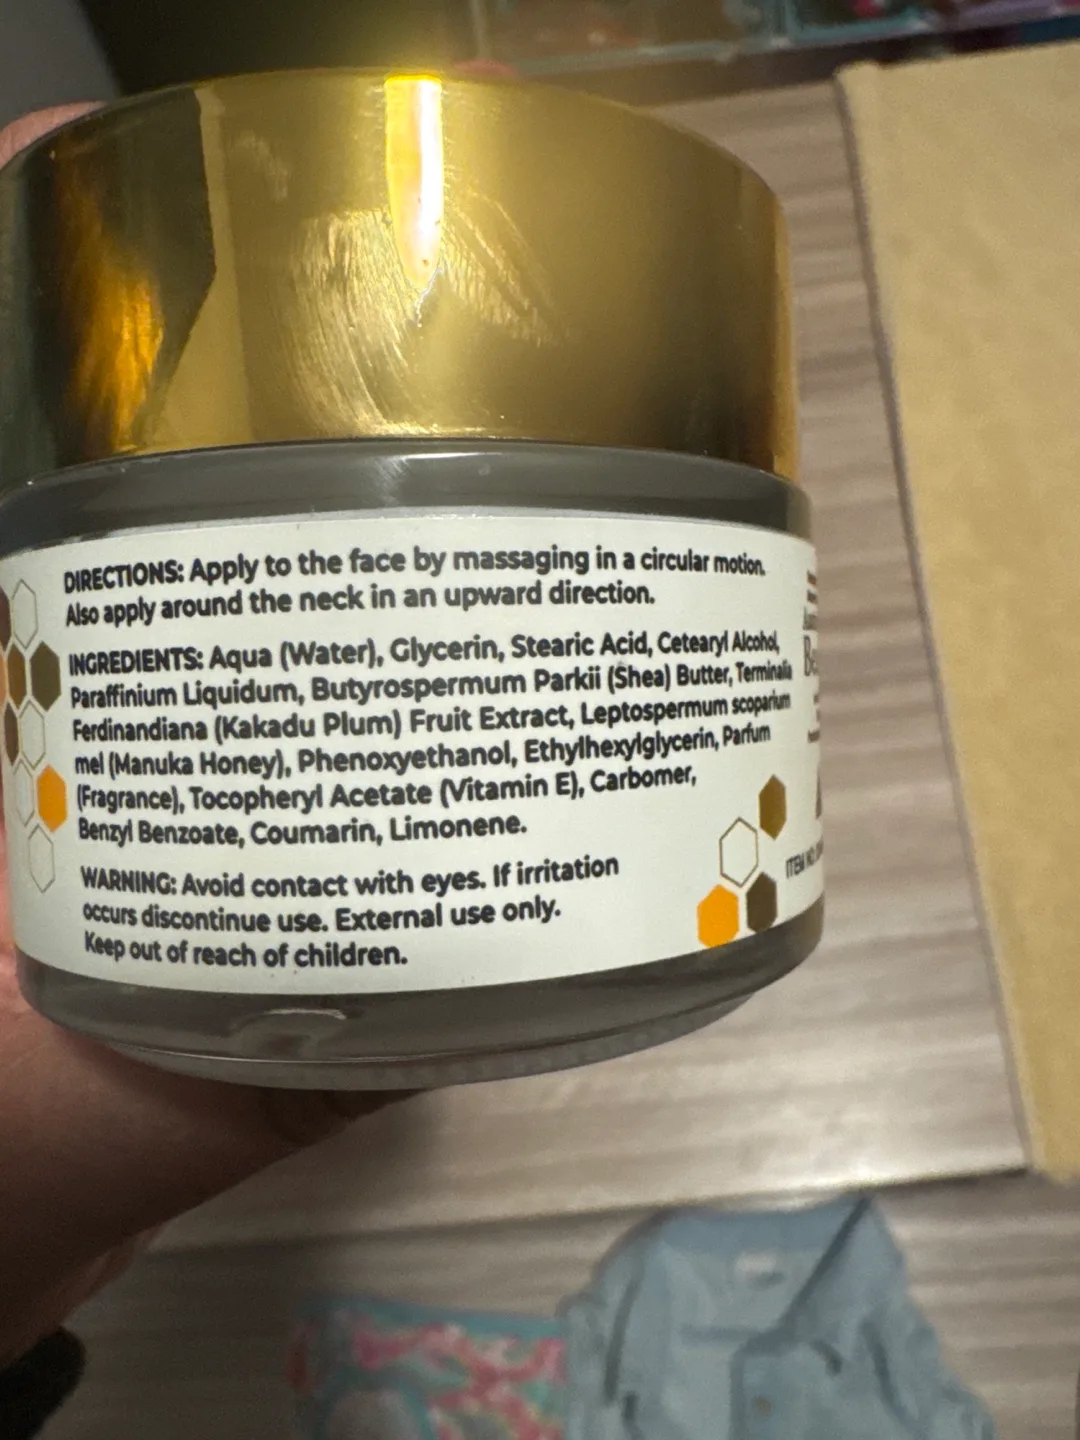 DIRECTIONS: Apply to the face by massaging in a circular motion.
Also apply around the neck in an upward direction.
INGREDIENTS: Aqua (Water), Glycerin, Stearic Acid, Cetearyl Alcohol,
Paraffinium Liquidum, Butyrospermum Parkii (Shea) Butter, Terminalia
Ferdinandiana (Kakadu Plum) Fruit Extract, Leptospermum scoparium
mel (Manuka Honey), Phenoxyethanol, Ethylhexylglycerin, Parfum
(Fragrance), Tocopheryl Acetate (Vitamin E), Carbomer,
Benzyl Benzoate, Coumarin, Limonene.
WARNING: Avoid contact with eyes. If irritation
occurs discontinue use. External use only.
Keep out of reach of children.
ITEM NO